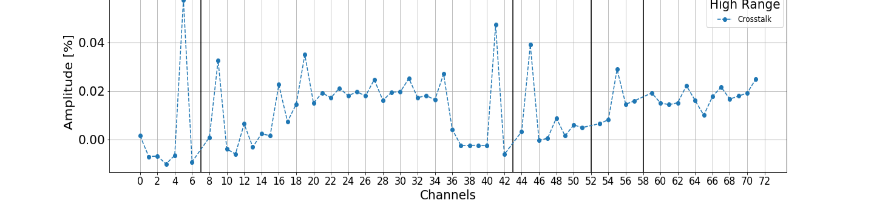 High Range
Crosstalk
0.04
0.02
0.00
Amplitude [%]
0 2 4 6 8 10 12 14 16 18 20 22 24 26 28 30 32 34 36 38 40 42 44 46 48 50 52 54 56 58 60 62 64 66 68 70 72
Channels